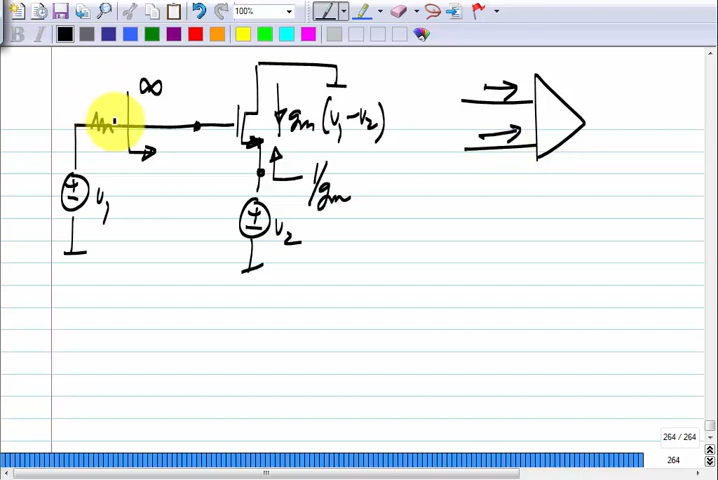 100%
B I
∞
gm (v1-v2)
+
-
v1
1/gm
+
-
v2
264 / 264
264